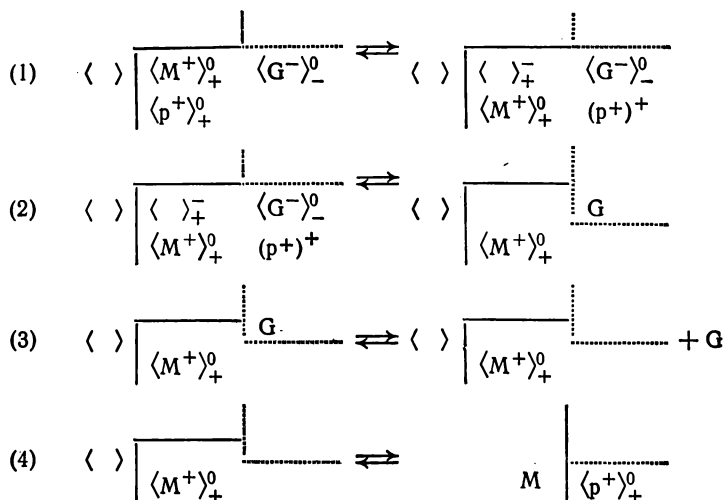 (1) ⟨ ⟩ ⟨M⁺⟩₊⁰ ⟨G⁻⟩₋⁰ ⇌ ⟨ ⟩ ⟨ ⟩₊⁻ ⟨G⁻⟩₋⁰
⟨p⁺⟩₊⁰ ⟨M⁺⟩₊⁰ (p+)⁺
(2) ⟨ ⟩ ⟨ ⟩₊⁻ ⟨G⁻⟩₋⁰ ⇌ ⟨ ⟩ G
⟨M⁺⟩₊⁰ (p+)⁺ ⟨M⁺⟩₊⁰
(3) ⟨ ⟩ G ⇌ ⟨ ⟩ + G
⟨M⁺⟩₊⁰ ⟨M⁺⟩₊⁰
(4) ⟨ ⟩ ⇌
⟨M⁺⟩₊⁰ M ⟨p⁺⟩₊⁰